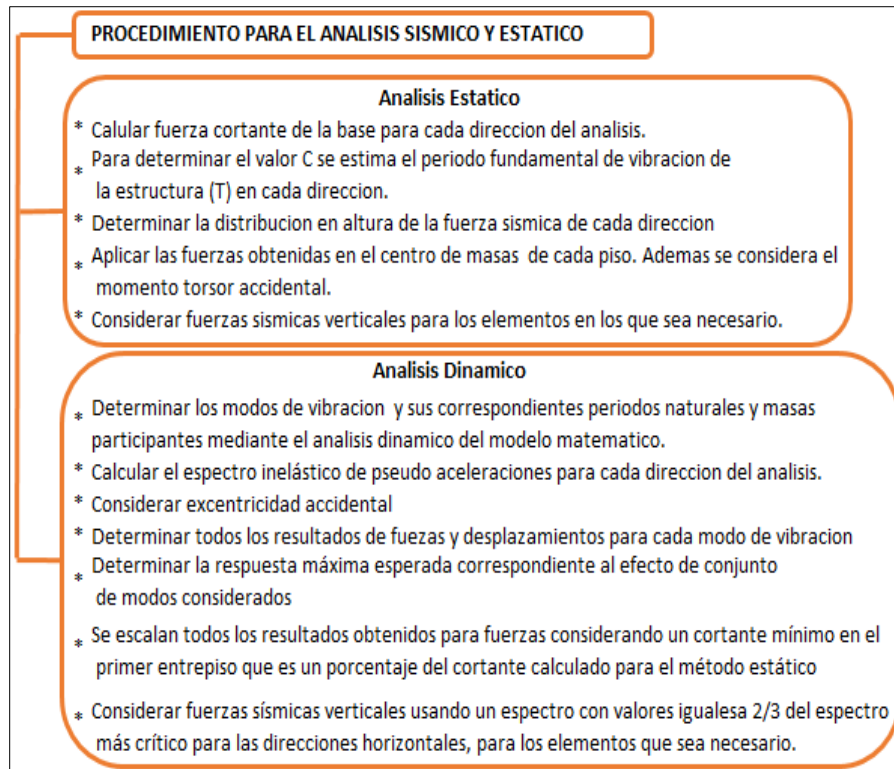 PROCEDIMIENTO PARA EL ANALISIS SISMICO Y ESTATICO
Analisis Estatico
* Calular fuerza cortante de la base para cada direccion del analisis.
* Para determinar el valor C se estima el periodo fundamental de vibracion de
la estructura (T) en cada direccion.
* Determinar la distribucion en altura de la fuerza sismica de cada direccion
* Aplicar las fuerzas obtenidas en el centro de masas de cada piso. Ademas se considera el
momento torsor accidental.
* Considerar fuerzas sismicas verticales para los elementos en los que sea necesario.
Analisis Dinamico
* Determinar los modos de vibracion y sus correspondientes periodos naturales y masas
participantes mediante el analisis dinamico del modelo matematico.
* Calcular el espectro inelástico de pseudo aceleraciones para cada direccion del analisis.
* Considerar excentricidad accidental
* Determinar todos los resultados de fuezas y desplazamientos para cada modo de vibracion
* Determinar la respuesta máxima esperada correspondiente al efecto de conjunto
de modos considerados
* Se escalan todos los resultados obtenidos para fuerzas considerando un cortante mínimo en el
primer entrepiso que es un porcentaje del cortante calculado para el método estático
* Considerar fuerzas sísmicas verticales usando un espectro con valores igualesa 2/3 del espectro
más crítico para las direcciones horizontales, para los elementos que sea necesario.